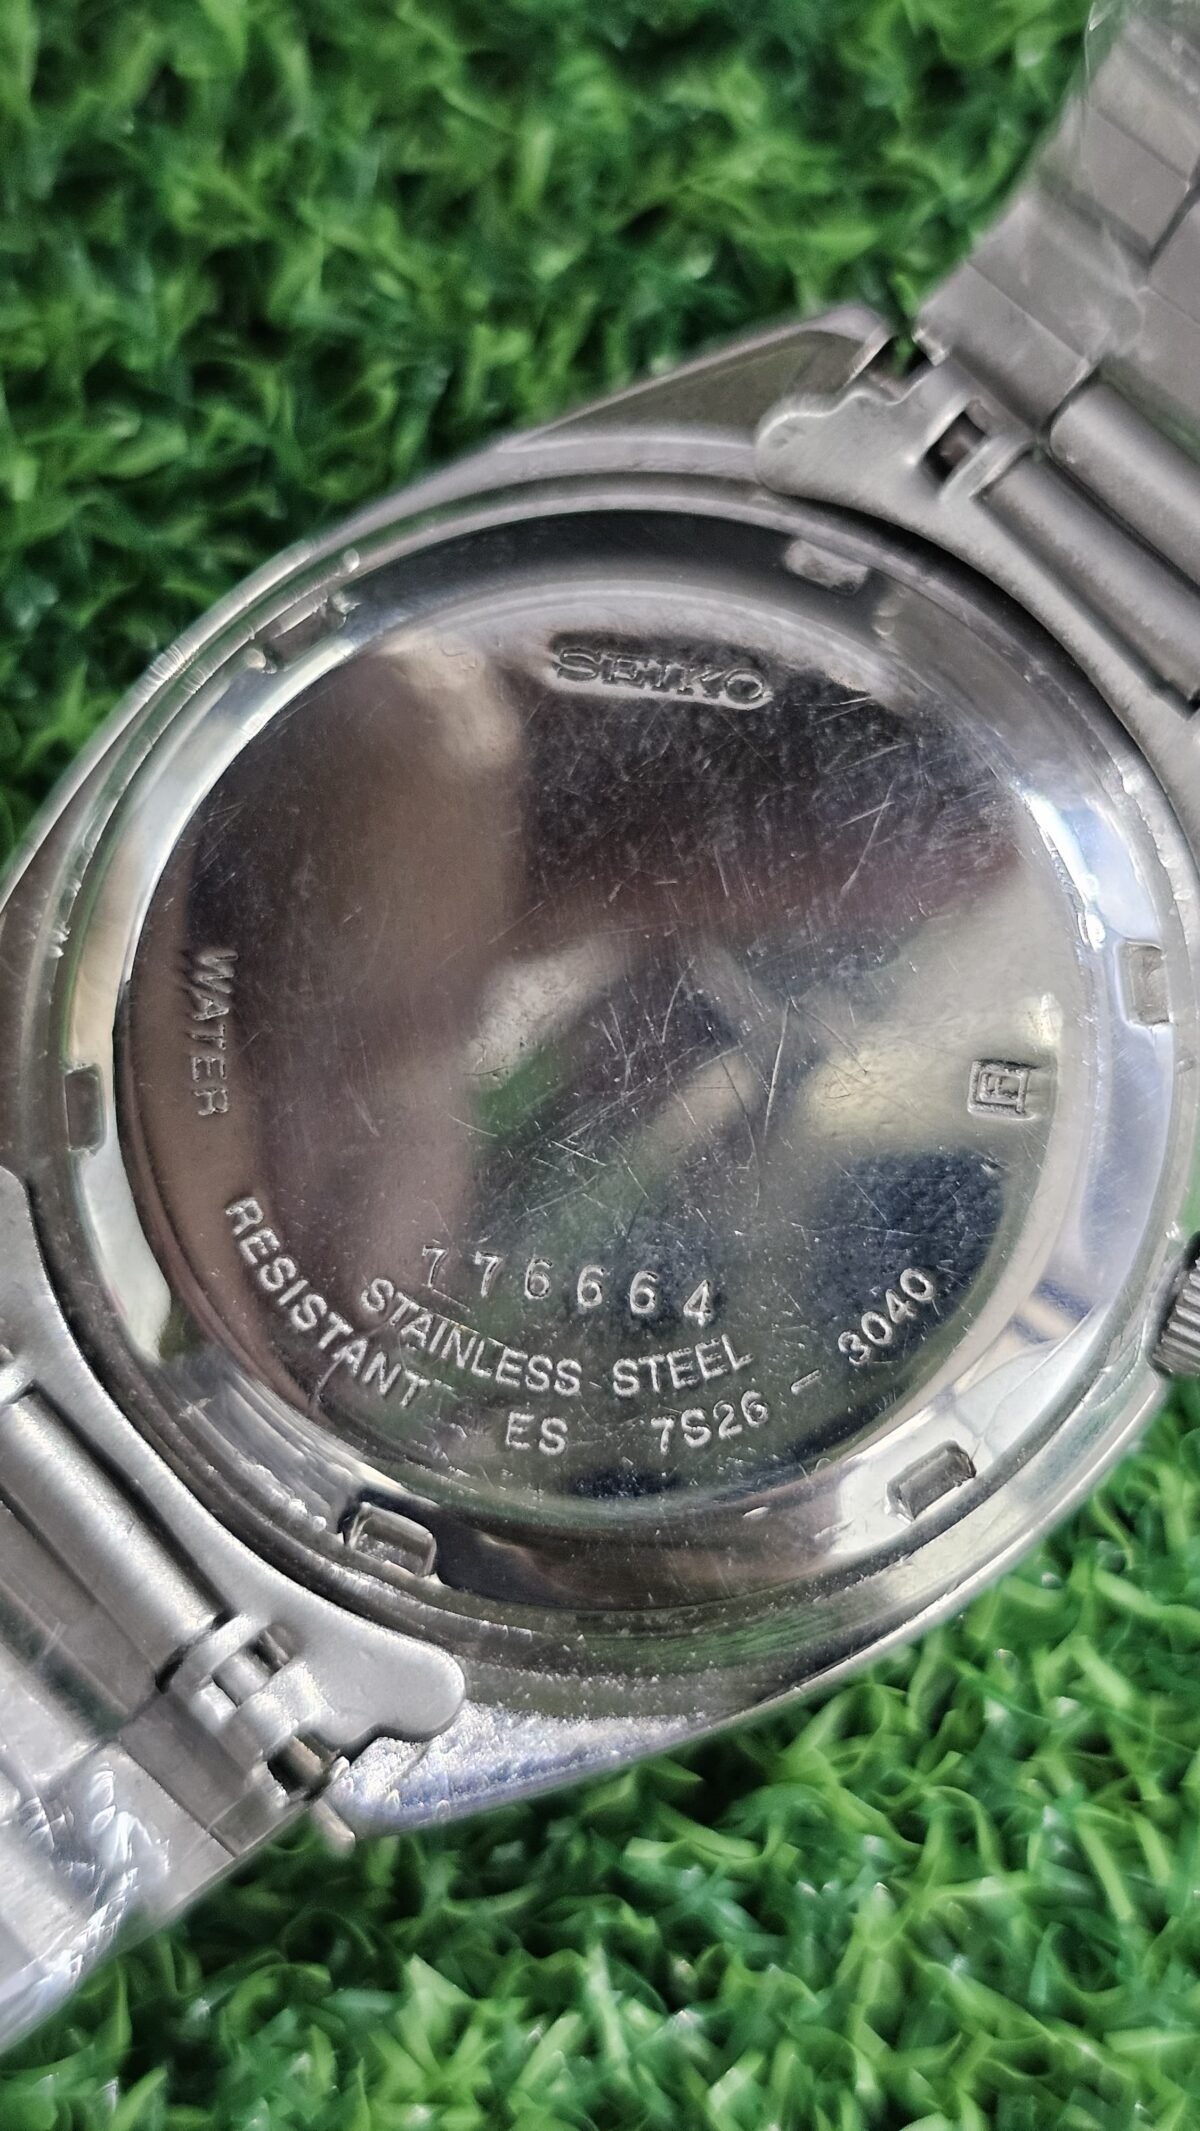 SEIKO
WATER RESISTANT ES 7S26-3040
776664
STAINLESS STEEL